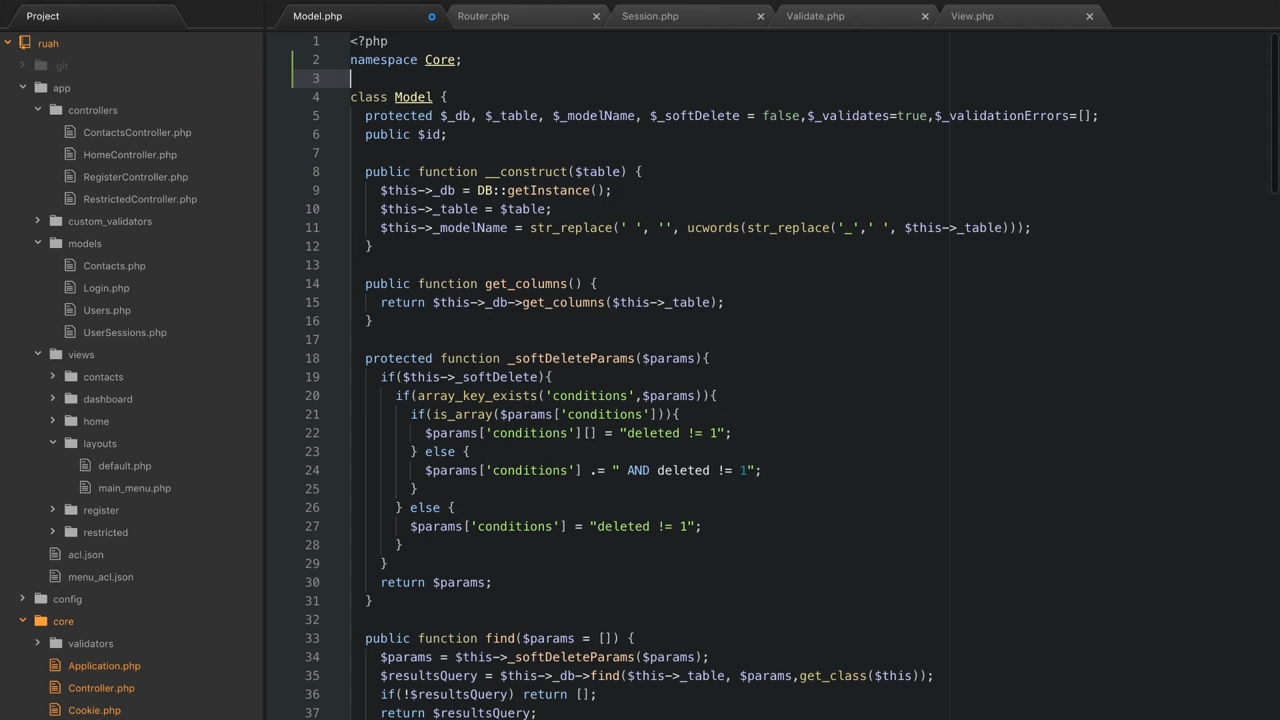 Project
ruah
.git
app
controllers
ContactsController.php
HomeController.php
RegisterController.php
RestrictedController.php
custom_validators
models
Contacts.php
Login.php
Users.php
UserSessions.php
views
contacts
dashboard
home
layouts
default.php
main_menu.php
register
restricted
acl.json
menu_acl.json
config
core
validators
Application.php
Controller.php
Cookie.php
Model.php Router.php Session.php Validate.php View.php
1 <?php
2 namespace Core;
3
4 class Model {
5 protected $_db, $_table, $_modelName, $_softDelete = false,$_validates=true,$_validationErrors=[];
6 public $id;
7
8 public function __construct($table) {
9 $this->_db = DB::getInstance();
10 $this->_table = $table;
11 $this->_modelName = str_replace(' ', '', ucwords(str_replace('_',' ', $this->_table)));
12 }
13
14 public function get_columns() {
15 return $this->_db->get_columns($this->_table);
16 }
17
18 protected function _softDeleteParams($params){
19 if($this->_softDelete){
20 if(array_key_exists('conditions',$params)){
21 if(is_array($params['conditions'])){
22 $params['conditions'][] = "deleted != 1";
23 } else {
24 $params['conditions'] .= " AND deleted != 1";
25 }
26 } else {
27 $params['conditions'] = "deleted != 1";
28 }
29 }
30 return $params;
31 }
32
33 public function find($params = []) {
34 $params = $this->_softDeleteParams($params);
35 $resultsQuery = $this->_db->find($this->_table, $params,get_class($this));
36 if(!$resultsQuery) return [];
37 return $resultsQuery;